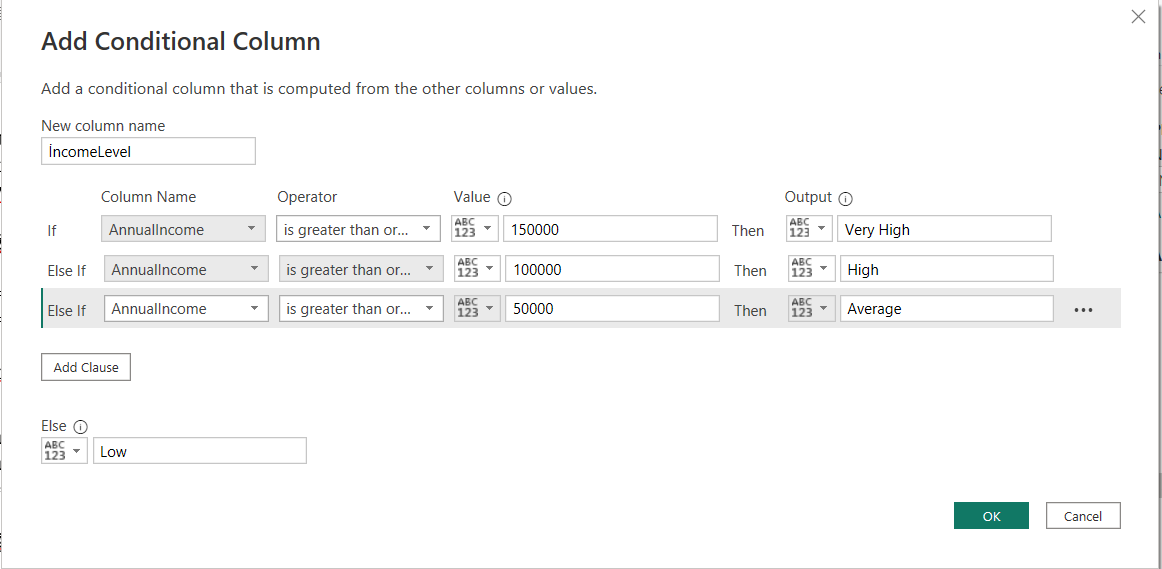 Add Conditional Column
Add a conditional column that is computed from the other columns or values.
New column name
İncomeLevel
Column Name Operator Value Output
If AnnualIncome is greater than or... ABC 123 150000 Then ABC 123 Very High
Else If AnnualIncome is greater than or... ABC 123 100000 Then ABC 123 High
Else If AnnualIncome is greater than or... ABC 123 50000 Then ABC 123 Average ...
Add Clause
Else
ABC 123 Low
OK Cancel